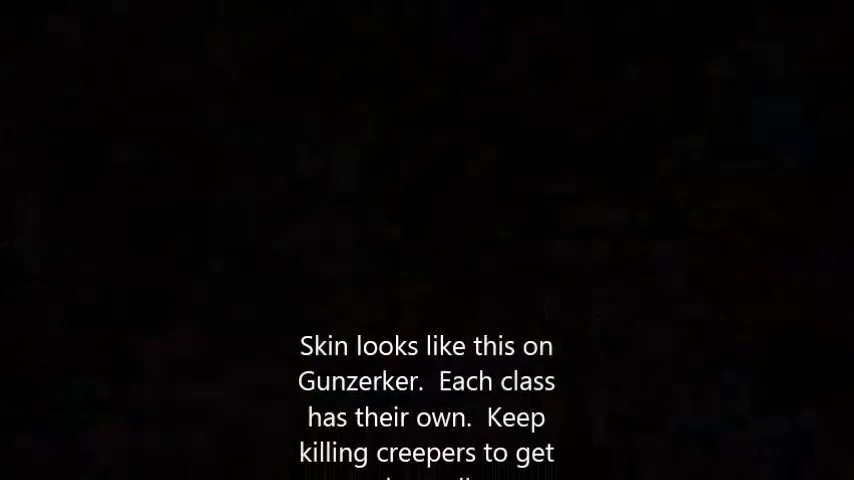 Skin looks like this on
Gunzerker.  Each class
has their own.  Keep
killing creepers to get